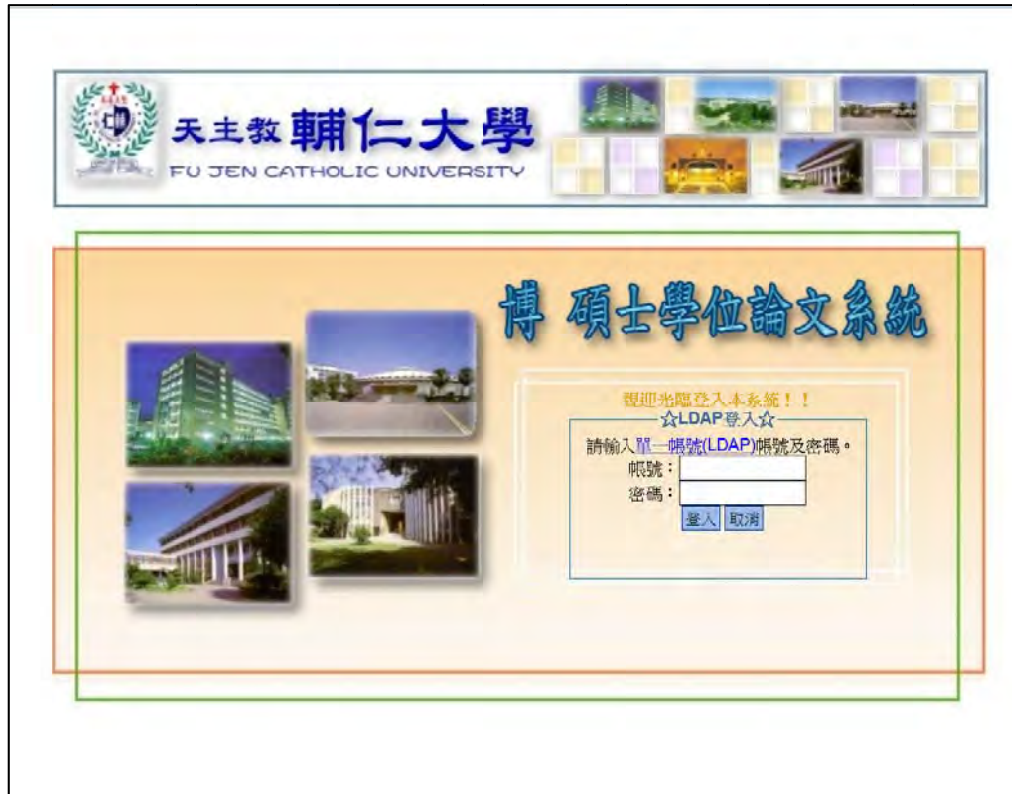 天主教輔仁大學
FU JEN CATHOLIC UNIVERSITY
博 碩士學位論文系統
歡迎光臨登入本系統！！
☆LDAP登入☆
請輸入單一帳號(LDAP)帳號及密碼。
帳號：
密碼：
登入 取消